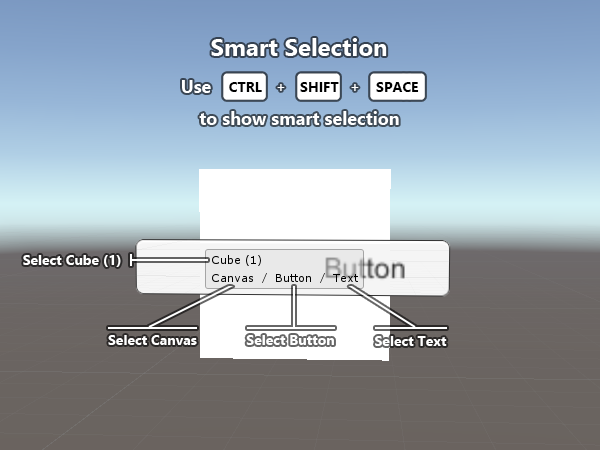 Smart Selection
Use CTRL + SHIFT + SPACE
to show smart selection
Select Cube (1)
Cube (1)
Button
Canvas / Button / Text
Select Canvas
Select Button
Select Text